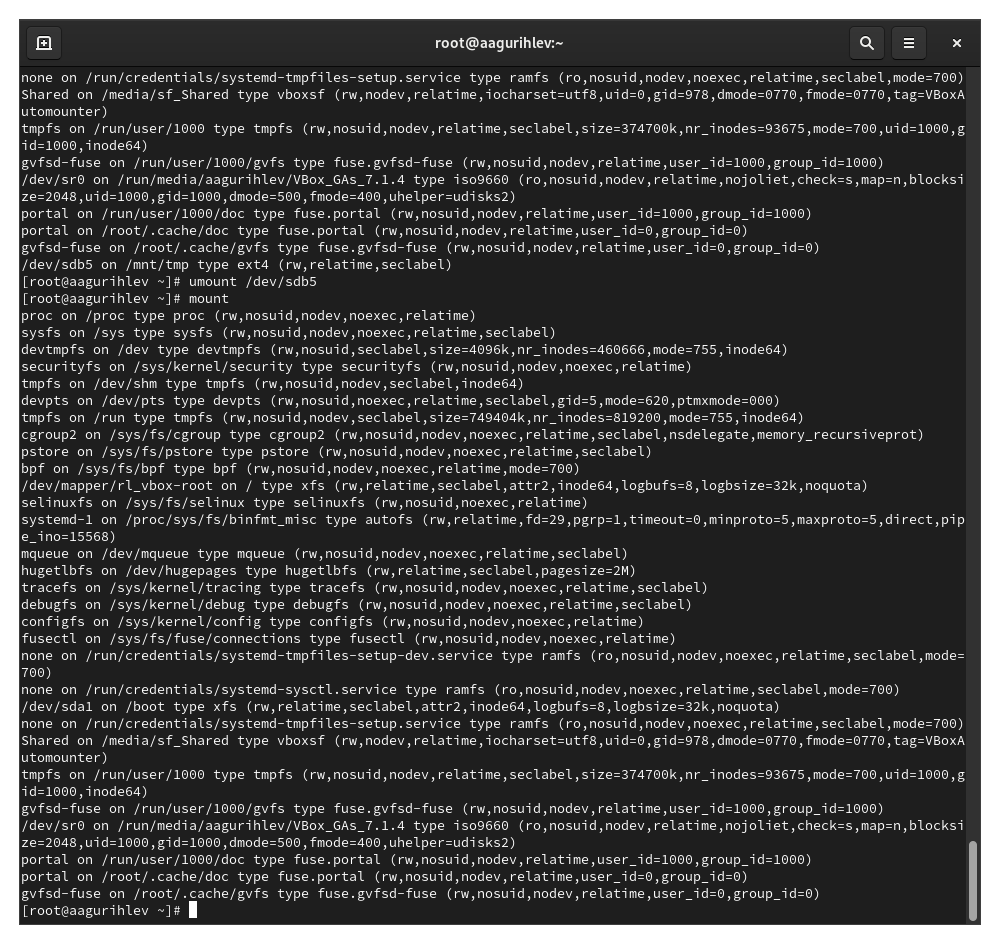 root@aagurihlev:~
none on /run/credentials/systemd-tmpfiles-setup.service type ramfs (ro,nosuid,nodev,noexec,relatime,seclabel,mode=700)
Shared on /media/sf_Shared type vboxsf (rw,nodev,relatime,iocharset=utf8,uid=0,gid=978,dmode=0770,fmode=0770,tag=VBoxA
utomounter)
tmpfs on /run/user/1000 type tmpfs (rw,nosuid,nodev,relatime,seclabel,size=374700k,nr_inodes=93675,mode=700,uid=1000,g
id=1000,inode64)
gvfsd-fuse on /run/user/1000/gvfs type fuse.gvfsd-fuse (rw,nosuid,nodev,relatime,user_id=1000,group_id=1000)
/dev/sr0 on /run/media/aagurihlev/VBox_GAs_7.1.4 type iso9660 (ro,nosuid,nodev,relatime,nojoliet,check=s,map=n,blocksi
ze=2048,uid=1000,gid=1000,dmode=500,fmode=400,uhelper=udisks2)
portal on /run/user/1000/doc type fuse.portal (rw,nosuid,nodev,relatime,user_id=1000,group_id=1000)
portal on /root/.cache/doc type fuse.portal (rw,nosuid,nodev,relatime,user_id=0,group_id=0)
gvfsd-fuse on /root/.cache/gvfs type fuse.gvfsd-fuse (rw,nosuid,nodev,relatime,user_id=0,group_id=0)
/dev/sdb5 on /mnt/tmp type ext4 (rw,relatime,seclabel)
[root@aagurihlev ~]# umount /dev/sdb5
[root@aagurihlev ~]# mount
proc on /proc type proc (rw,nosuid,nodev,noexec,relatime)
sysfs on /sys type sysfs (rw,nosuid,nodev,noexec,relatime,seclabel)
devtmpfs on /dev type devtmpfs (rw,nosuid,seclabel,size=4096k,nr_inodes=460666,mode=755,inode64)
securityfs on /sys/kernel/security type securityfs (rw,nosuid,nodev,noexec,relatime)
tmpfs on /dev/shm type tmpfs (rw,nosuid,nodev,seclabel,inode64)
devpts on /dev/pts type devpts (rw,nosuid,noexec,relatime,seclabel,gid=5,mode=620,ptmxmode=000)
tmpfs on /run type tmpfs (rw,nosuid,nodev,seclabel,size=749404k,nr_inodes=819200,mode=755,inode64)
cgroup2 on /sys/fs/cgroup type cgroup2 (rw,nosuid,nodev,noexec,relatime,seclabel,nsdelegate,memory_recursiveprot)
pstore on /sys/fs/pstore type pstore (rw,nosuid,nodev,noexec,relatime,seclabel)
bpf on /sys/fs/bpf type bpf (rw,nosuid,nodev,noexec,relatime,mode=700)
/dev/mapper/rl_vbox-root on / type xfs (rw,relatime,seclabel,attr2,inode64,logbufs=8,logbsize=32k,noquota)
selinuxfs on /sys/fs/selinux type selinuxfs (rw,nosuid,noexec,relatime)
systemd-1 on /proc/sys/fs/binfmt_misc type autofs (rw,relatime,fd=29,pgrp=1,timeout=0,minproto=5,maxproto=5,direct,pip
e_ino=15568)
mqueue on /dev/mqueue type mqueue (rw,nosuid,nodev,noexec,relatime,seclabel)
hugetlbfs on /dev/hugepages type hugetlbfs (rw,relatime,seclabel,pagesize=2M)
tracefs on /sys/kernel/tracing type tracefs (rw,nosuid,nodev,noexec,relatime,seclabel)
debugfs on /sys/kernel/debug type debugfs (rw,nosuid,nodev,noexec,relatime,seclabel)
configfs on /sys/kernel/config type configfs (rw,nosuid,nodev,noexec,relatime)
fusectl on /sys/fs/fuse/connections type fusectl (rw,nosuid,nodev,noexec,relatime)
none on /run/credentials/systemd-tmpfiles-setup-dev.service type ramfs (ro,nosuid,nodev,noexec,relatime,seclabel,mode=
700)
none on /run/credentials/systemd-sysctl.service type ramfs (ro,nosuid,nodev,noexec,relatime,seclabel,mode=700)
/dev/sda1 on /boot type xfs (rw,relatime,seclabel,attr2,inode64,logbufs=8,logbsize=32k,noquota)
none on /run/credentials/systemd-tmpfiles-setup.service type ramfs (ro,nosuid,nodev,noexec,relatime,seclabel,mode=700)
Shared on /media/sf_Shared type vboxsf (rw,nodev,relatime,iocharset=utf8,uid=0,gid=978,dmode=0770,fmode=0770,tag=VBoxA
utomounter)
tmpfs on /run/user/1000 type tmpfs (rw,nosuid,nodev,relatime,seclabel,size=374700k,nr_inodes=93675,mode=700,uid=1000,g
id=1000,inode64)
gvfsd-fuse on /run/user/1000/gvfs type fuse.gvfsd-fuse (rw,nosuid,nodev,relatime,user_id=1000,group_id=1000)
/dev/sr0 on /run/media/aagurihlev/VBox_GAs_7.1.4 type iso9660 (ro,nosuid,nodev,relatime,nojoliet,check=s,map=n,blocksi
ze=2048,uid=1000,gid=1000,dmode=500,fmode=400,uhelper=udisks2)
portal on /run/user/1000/doc type fuse.portal (rw,nosuid,nodev,relatime,user_id=1000,group_id=1000)
portal on /root/.cache/doc type fuse.portal (rw,nosuid,nodev,relatime,user_id=0,group_id=0)
gvfsd-fuse on /root/.cache/gvfs type fuse.gvfsd-fuse (rw,nosuid,nodev,relatime,user_id=0,group_id=0)
[root@aagurihlev ~]#